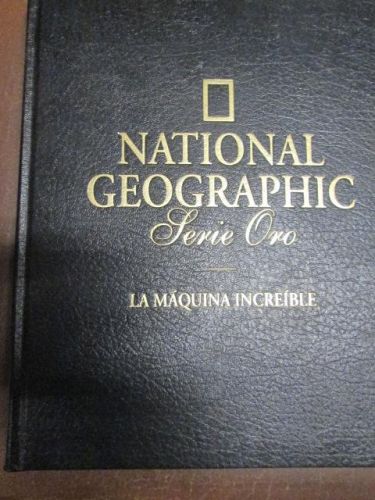 NATIONAL
GEOGRAPHIC
Serie Oro
LA MÁQUINA INCREÍBLE